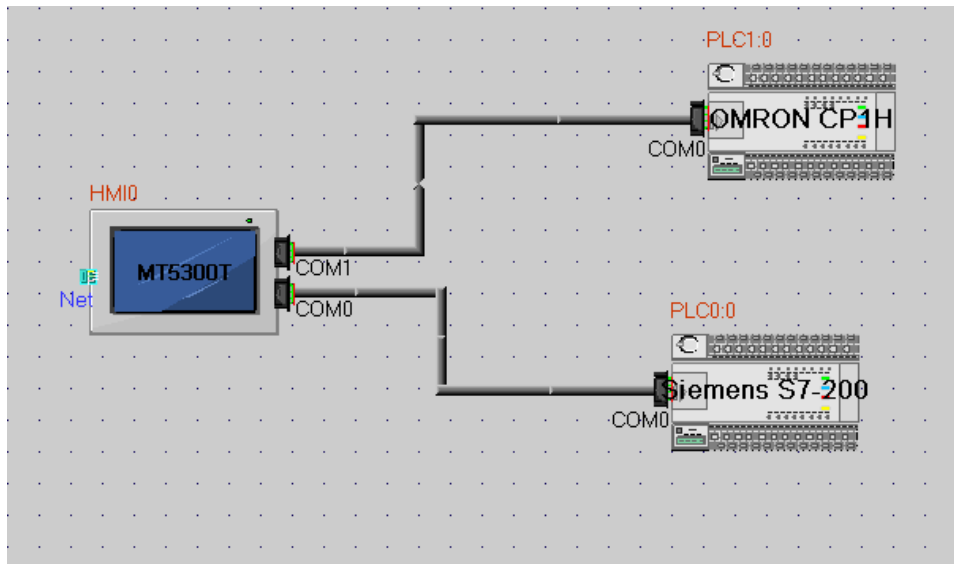 PLC1:0
OMRON CP1H
COM0
HMI0
MT5300T
COM1
Net
COM0
PLC0:0
Siemens S7-200
COM0